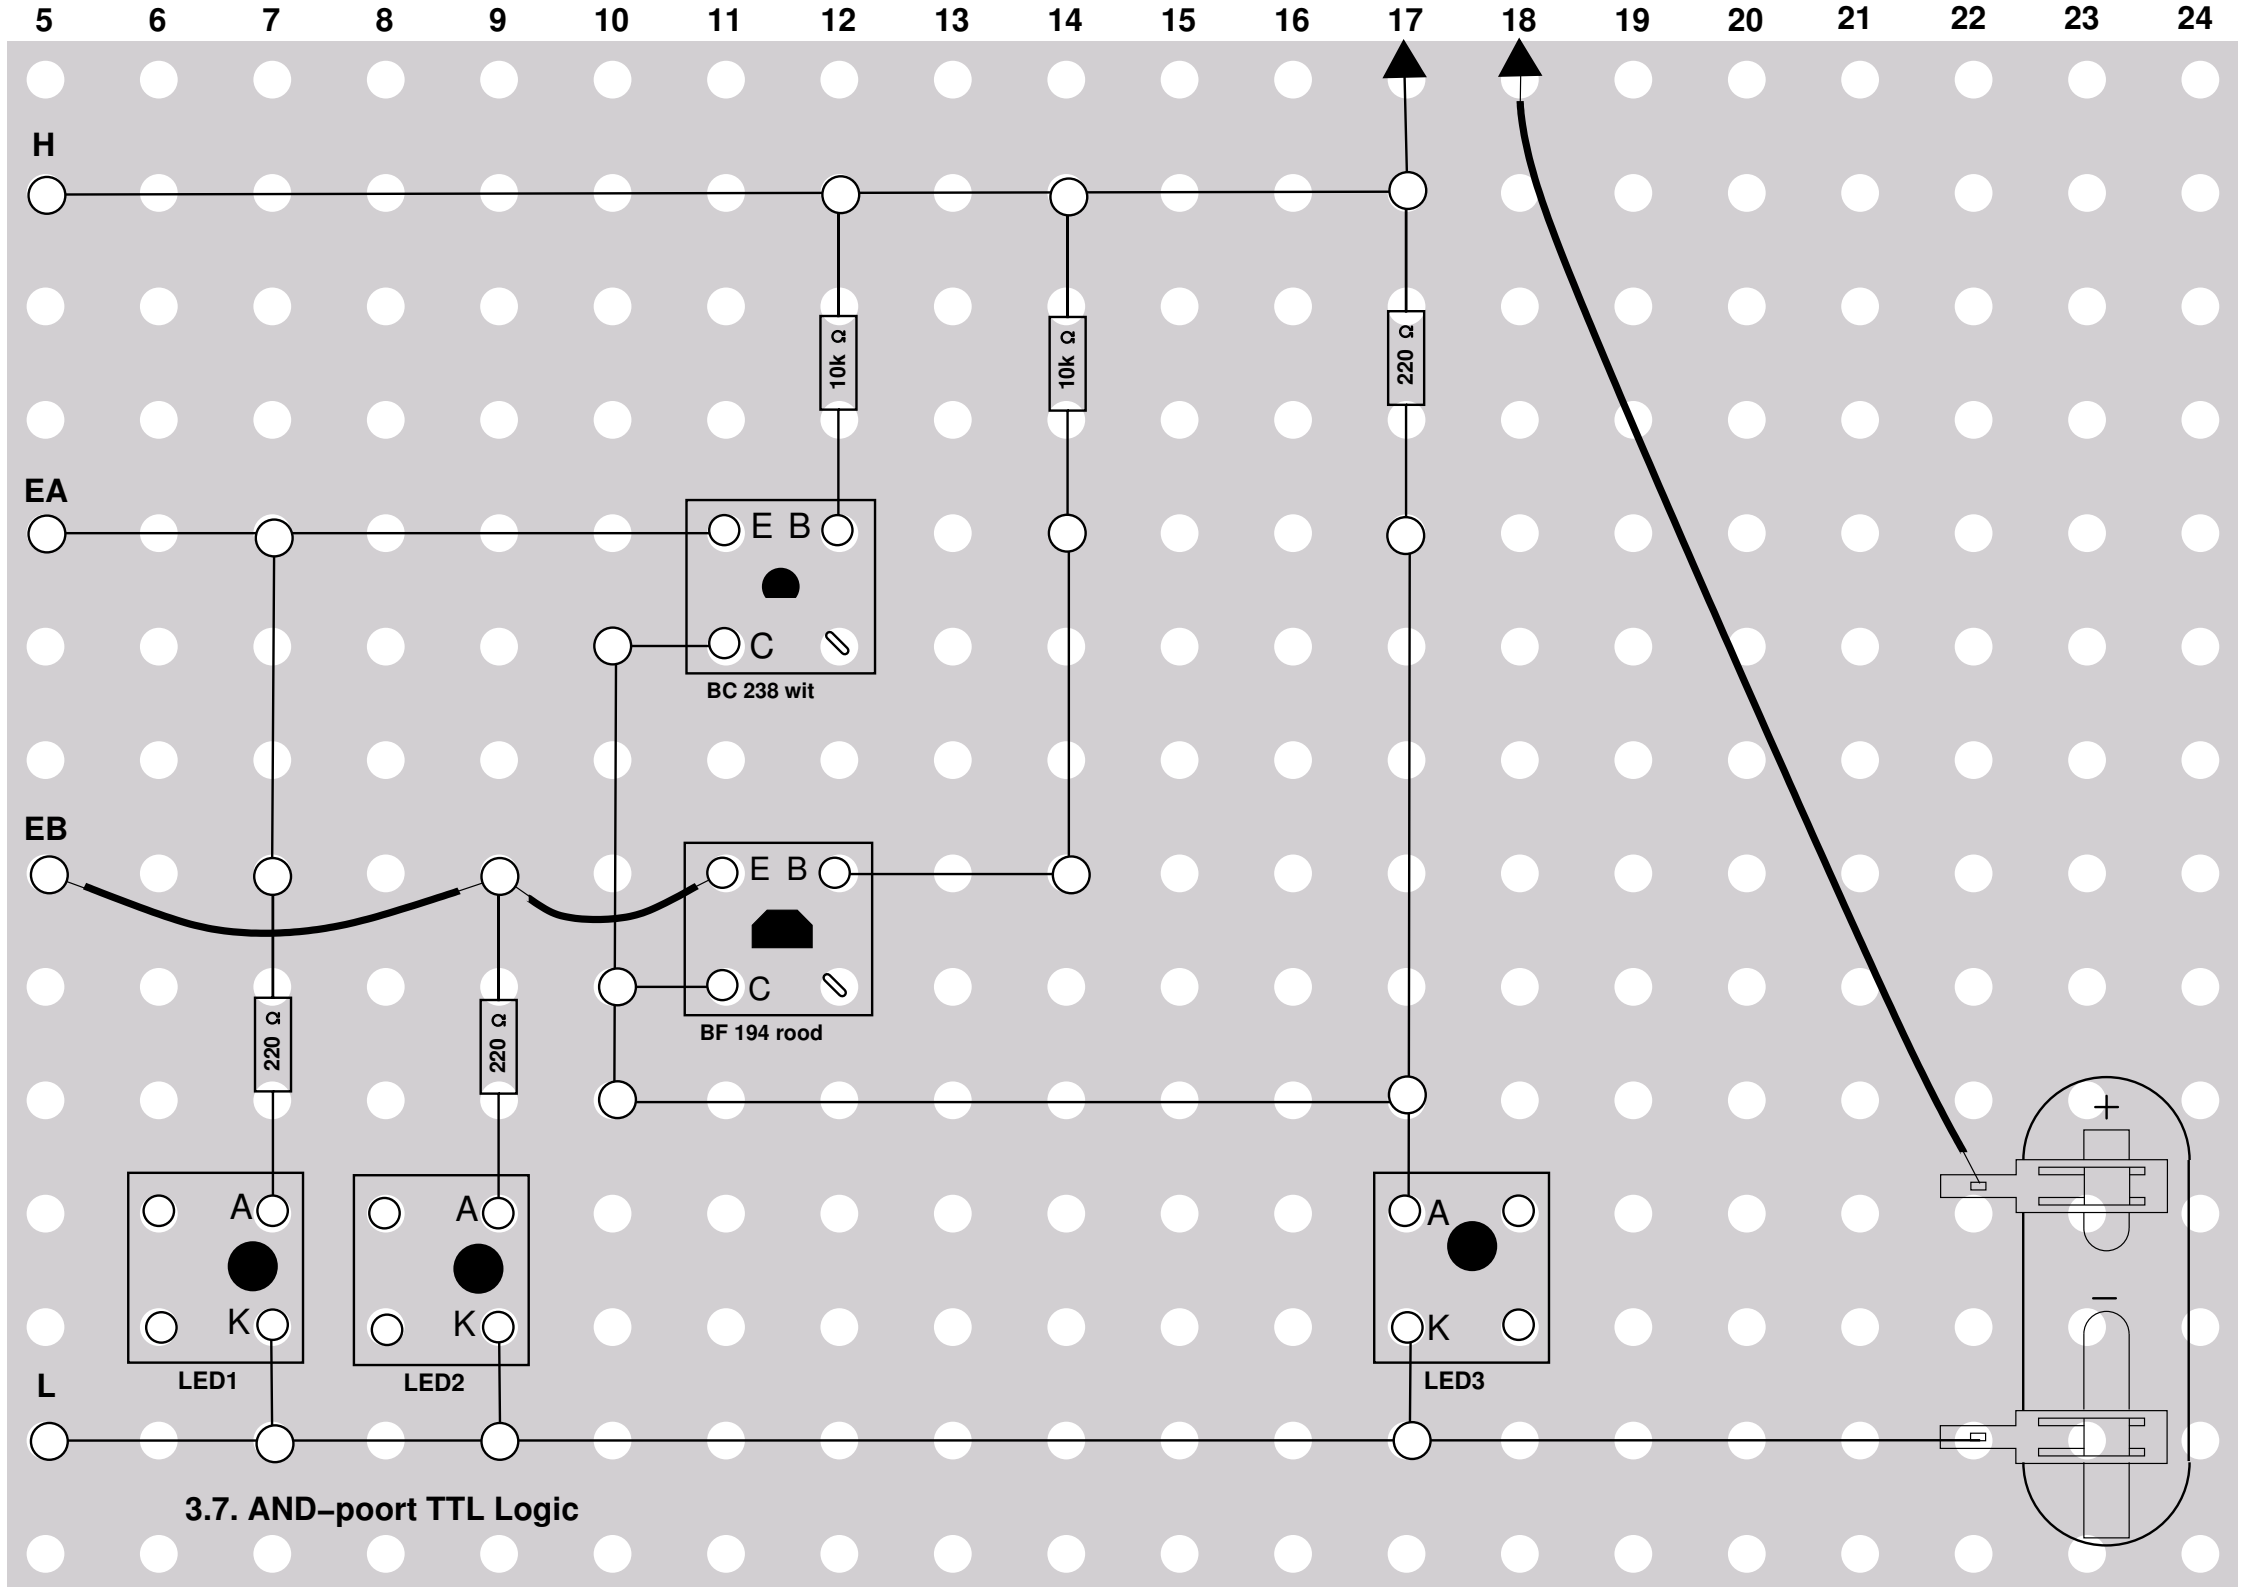 5 6 7 8 9 10 11 12 13 14 15 16 17 18 19 20 21 22 23 24
H
10k Ω 10k Ω 220 Ω
EA
E B
C
BC 238 wit
EB
E B
C
BF 194 rood
220 Ω 220 Ω
+
A A A
−
K K K
LED1 LED2 LED3
L
3.7. AND–poort TTL Logic